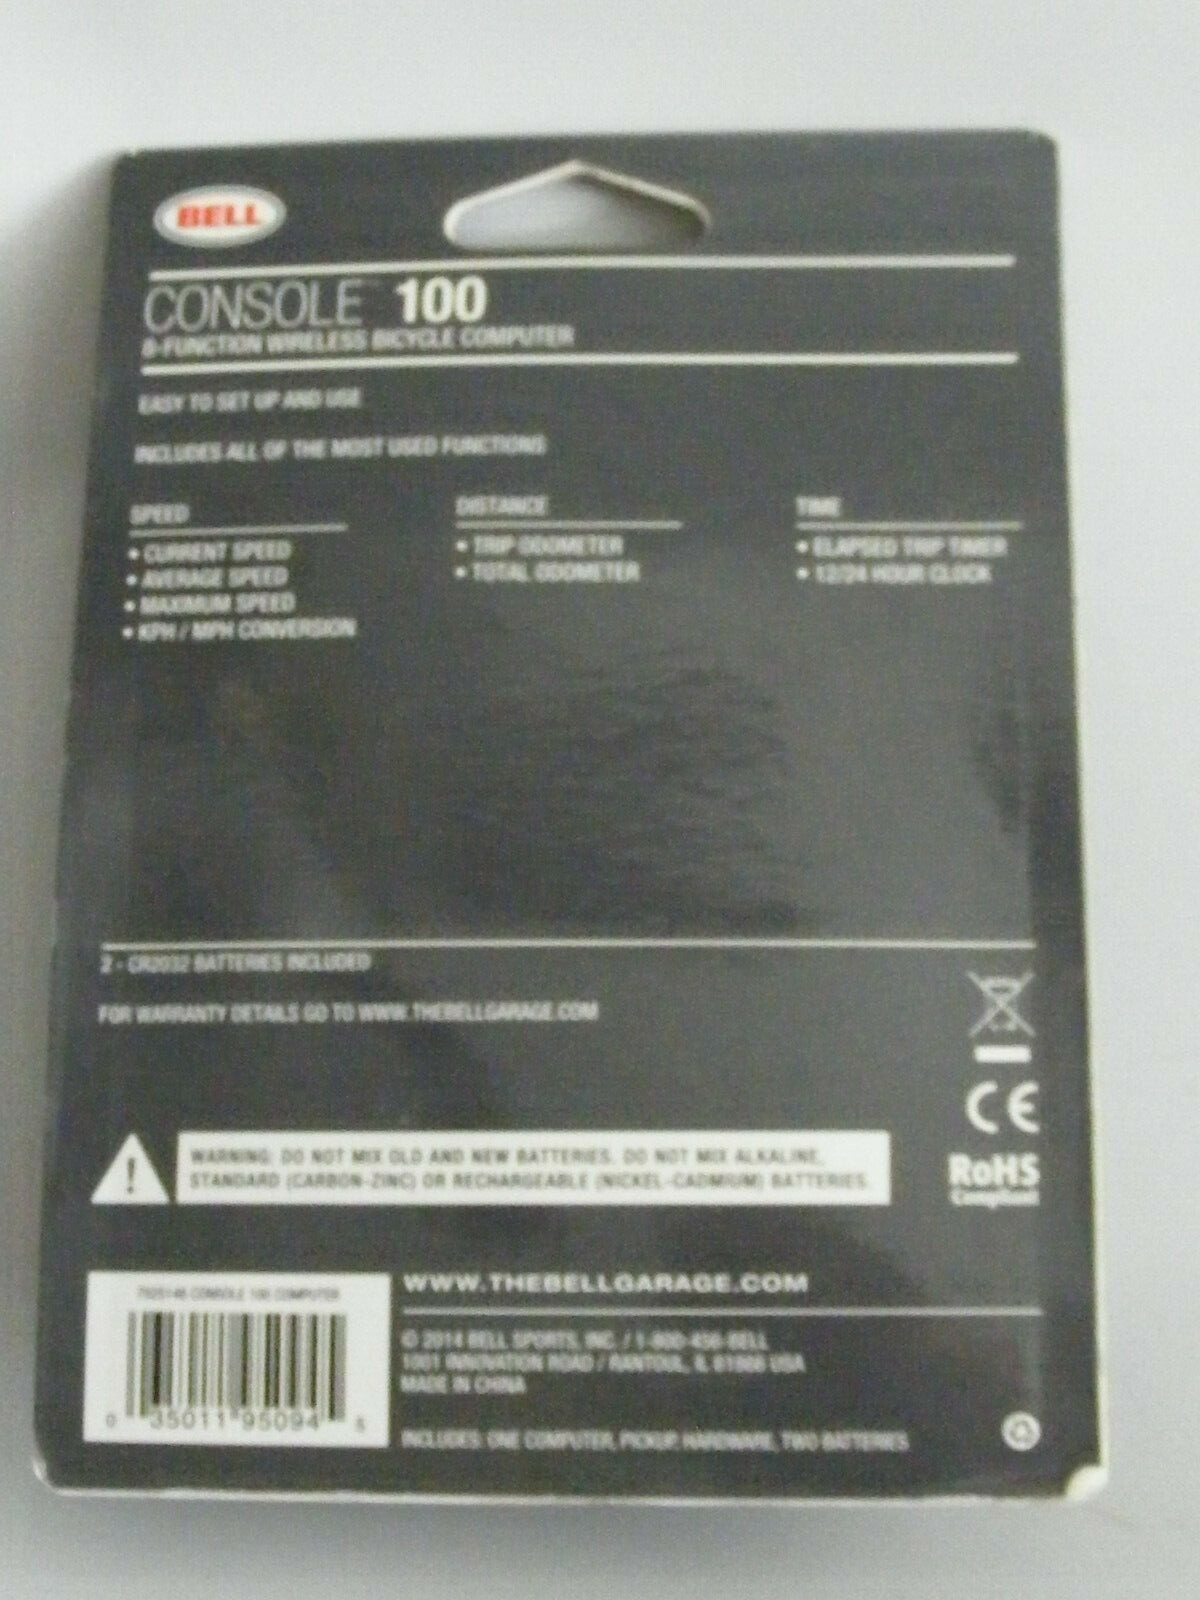 BELL
CONSOLE™ 100
8-FUNCTION WIRELESS BICYCLE COMPUTER
EASY TO SET UP AND USE
INCLUDES ALL OF THE MOST USED FUNCTIONS
SPEED
• CURRENT SPEED
• AVERAGE SPEED
• MAXIMUM SPEED
• KPH / MPH CONVERSION
DISTANCE
• TRIP ODOMETER
• TOTAL ODOMETER
TIME
• ELAPSED TRIP TIMER
• 12/24 HOUR CLOCK
2 - CR2032 BATTERIES INCLUDED
FOR WARRANTY DETAILS GO TO WWW.THEBELLGARAGE.COM
CE
RoHS
Compliant
WARNING: DO NOT MIX OLD AND NEW BATTERIES. DO NOT MIX ALKALINE,
STANDARD (CARBON-ZINC) OR RECHARGEABLE (NICKEL-CADMIUM) BATTERIES.
CONSOLE 100 COMPUTER
0 35011 95094
WWW.THEBELLGARAGE.COM
© 2014 BELL SPORTS, INC. / 1-800-456-BELL
1001 INNOVATION ROAD / RANTOUL, IL 61866 USA
MADE IN CHINA
INCLUDES: ONE COMPUTER, PICKUP, HARDWARE, TWO BATTERIES